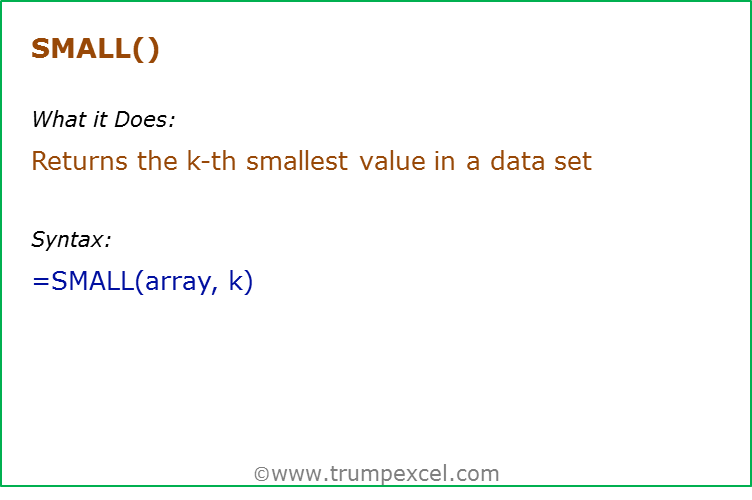 SMALL()
What it Does:
Returns the k-th smallest value in a data set
Syntax:
=SMALL(array, k)
©www.trumpexcel.com